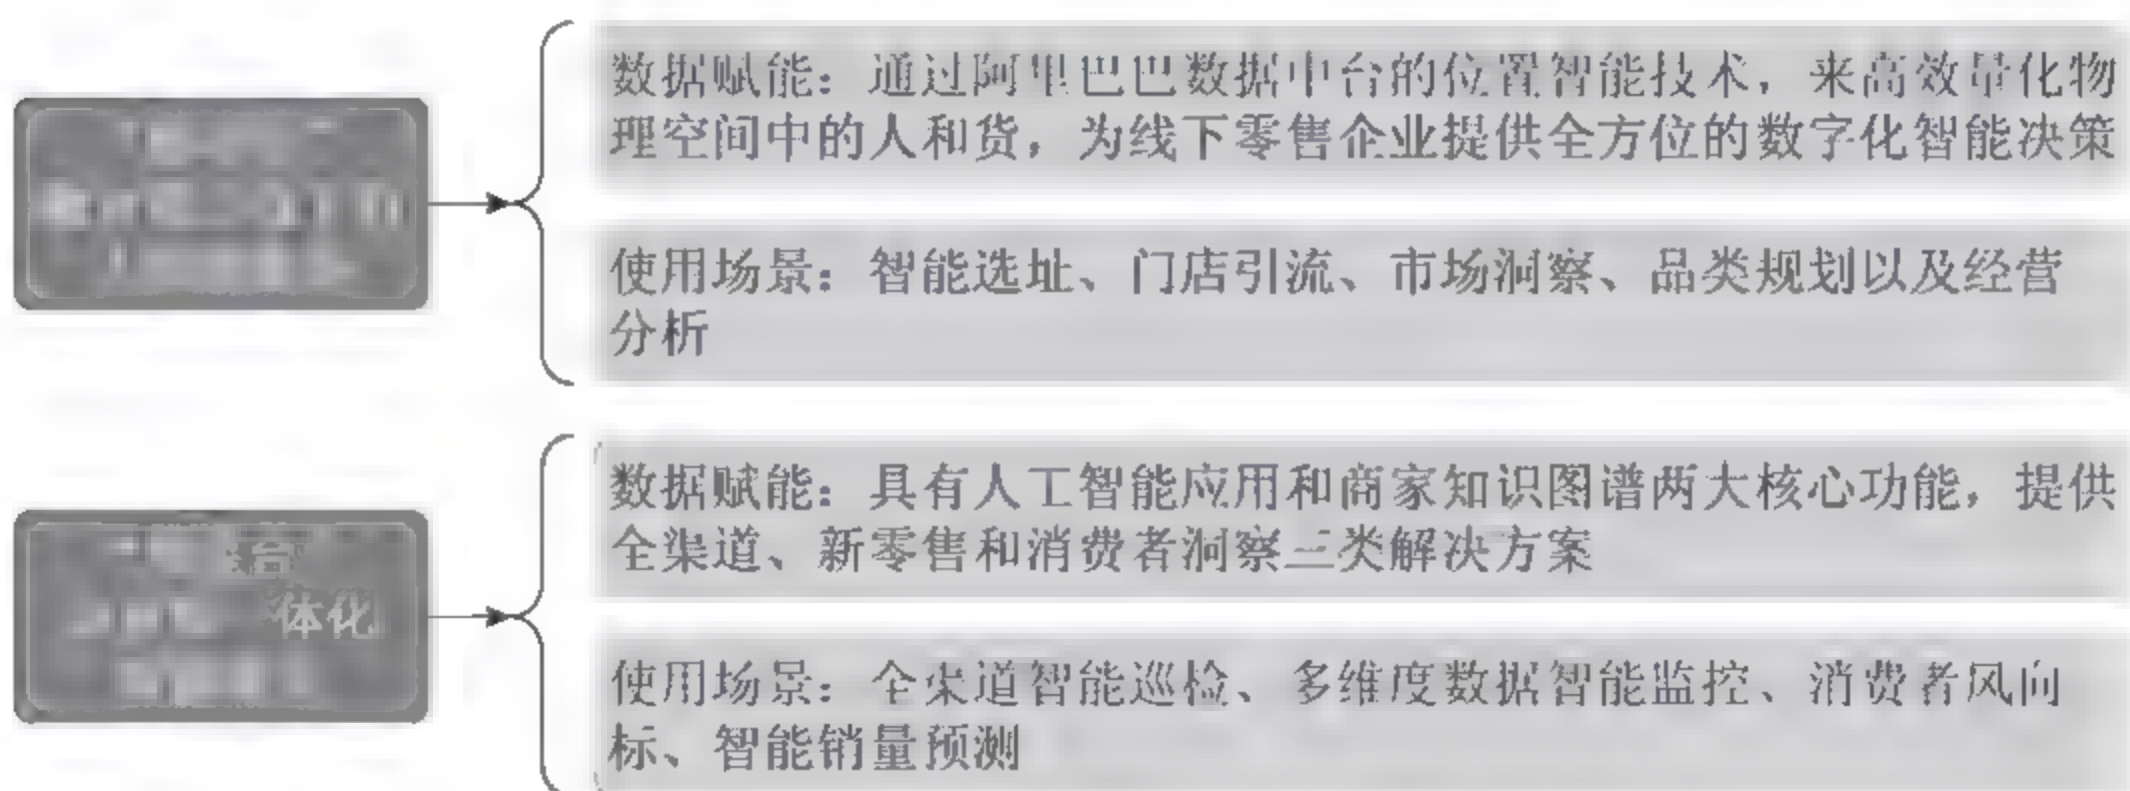 数据赋能：通过阿里巴巴数据中台的位置智能技术，来高效量化物
理空间中的人和货，为线下零售企业提供全方位的数字化智能决策
使用场景：智能选址、门店引流、市场洞察、品类规划以及经营
分析
数据赋能：具有人工智能应用和商家知识图谱两大核心功能，提供
全渠道、新零售和消费者洞察三类解决方案
台
体化
使用场景：全渠道智能巡检、多维度数据智能监控、消费者风向
标、智能销量预测